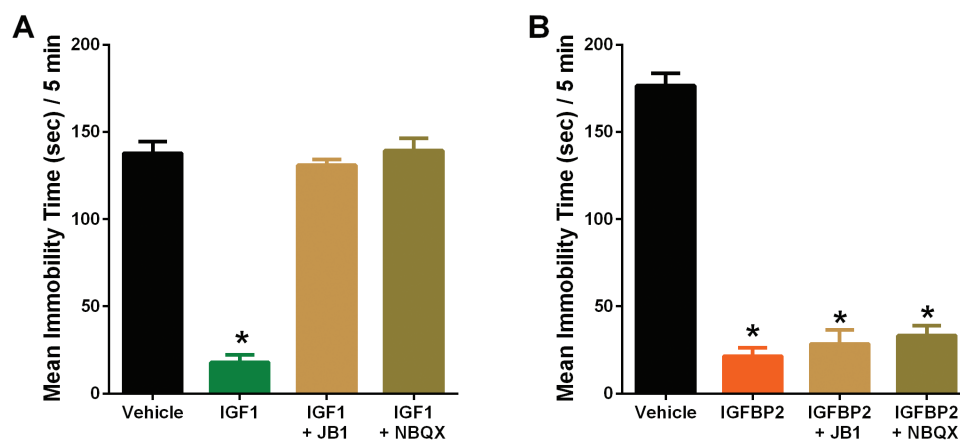 A
Mean Immobility Time (sec) / 5 min
200
150
100
50
0
*
Vehicle
IGF1
IGF1
+ JB1
IGF1
+ NBQX
B
Mean Immobility Time (sec) / 5 min
200
150
100
50
0
*
*
*
Vehicle
IGFBP2
IGFBP2
+ JB1
IGFBP2
+ NBQX